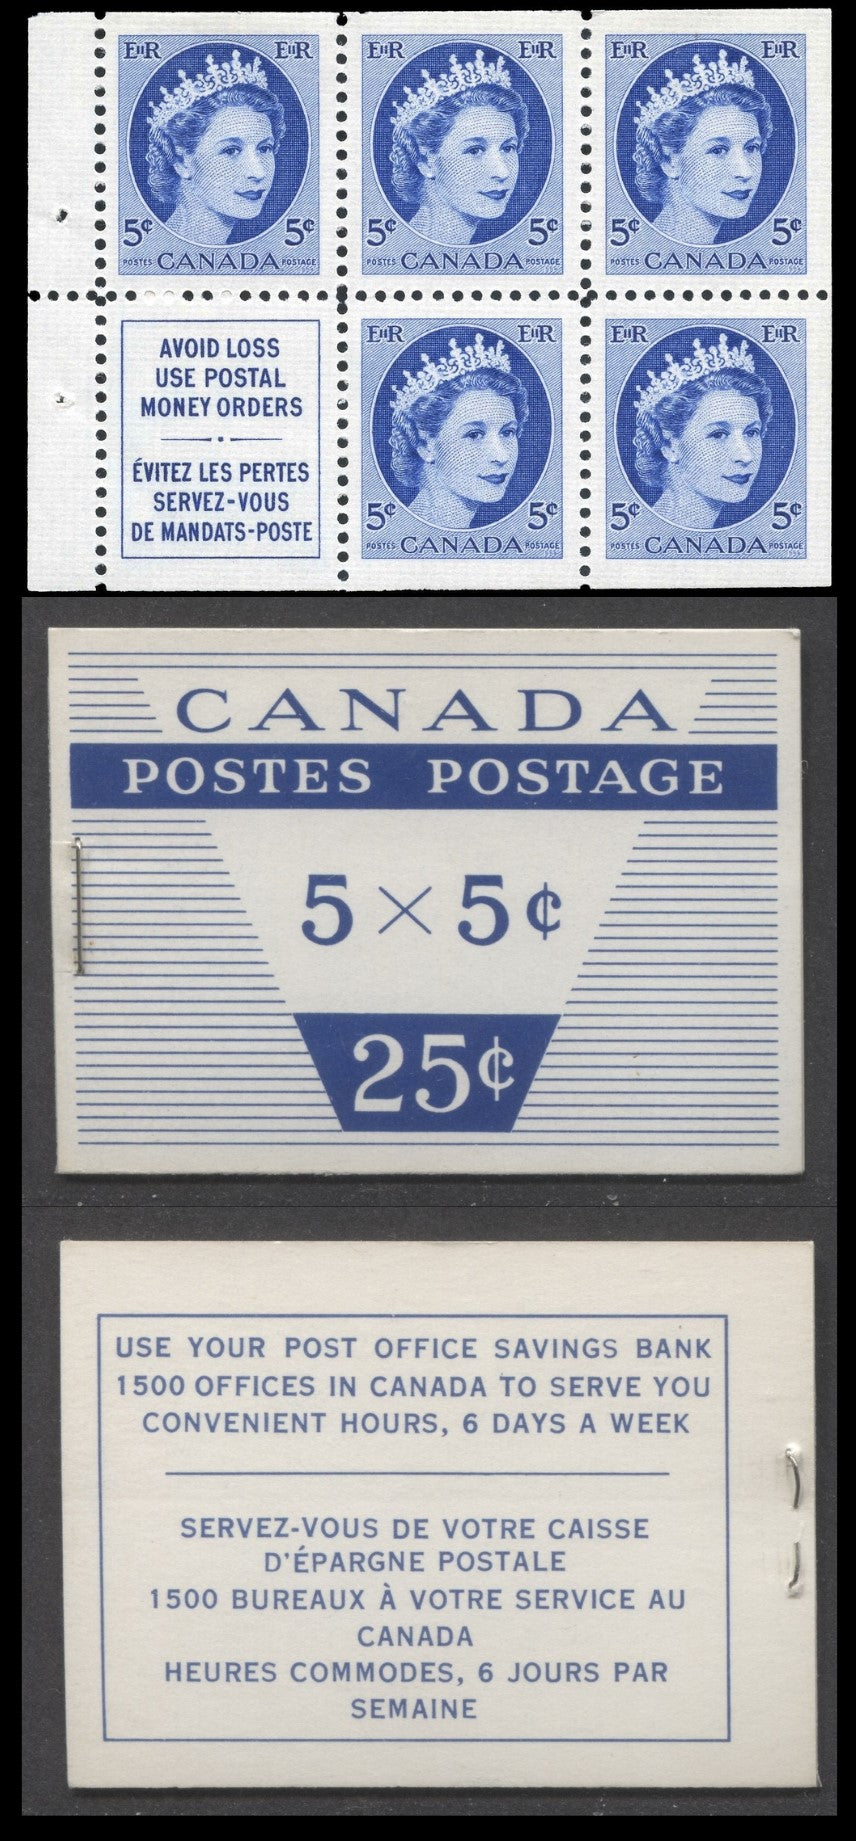 EIIR EIIR EIIR EIIR EIIR EIIR
5¢ 5¢ 5¢ 5¢ 5¢ 5¢
POSTES CANADA POSTAGE POSTES CANADA POSTAGE POSTES CANADA POSTAGE
AVOID LOSS
USE POSTAL
MONEY ORDERS
ÉVITEZ LES PERTES
SERVEZ-VOUS
DE MANDATS-POSTE
EIIR EIIR EIIR EIIR
5¢ 5¢ 5¢ 5¢
POSTES CANADA POSTAGE POSTES CANADA POSTAGE
CANADA
POSTES POSTAGE
5 × 5¢
25¢
USE YOUR POST OFFICE SAVINGS BANK
1500 OFFICES IN CANADA TO SERVE YOU
CONVENIENT HOURS, 6 DAYS A WEEK
SERVEZ-VOUS DE VOTRE CAISSE
D'ÉPARGNE POSTALE
1500 BUREAUX À VOTRE SERVICE AU
CANADA
HEURES COMMODES, 6 JOURS PAR
SEMAINE